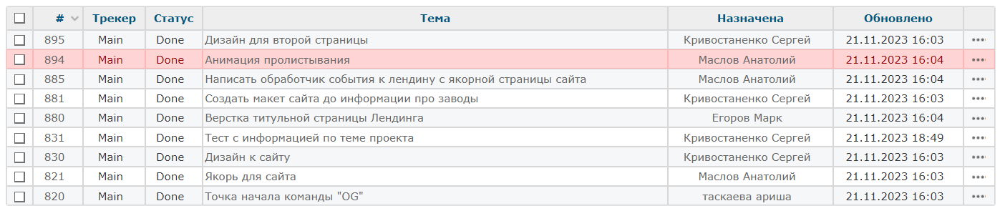 # Трекер Статус Тема Назначена Обновлено
895 Main Done Дизайн для второй страницы Кривостаненко Сергей 21.11.2023 16:03
894 Main Done Анимация пролистывания Маслов Анатолий 21.11.2023 16:04
885 Main Done Написать обработчик события к лендину с якорной страницы сайта Маслов Анатолий 21.11.2023 16:04
881 Main Done Создать макет сайта до информации про заводы Кривостаненко Сергей 21.11.2023 16:03
880 Main Done Верстка титульной страницы Лендинга Егоров Марк 21.11.2023 16:04
831 Main Done Тест с информацией по теме проекта Кривостаненко Сергей 21.11.2023 18:49
830 Main Done Дизайн к сайту Кривостаненко Сергей 21.11.2023 16:03
821 Main Done Якорь для сайта Маслов Анатолий 21.11.2023 16:03
820 Main Done Точка начала команды "OG" таскаева ариша 21.11.2023 16:03